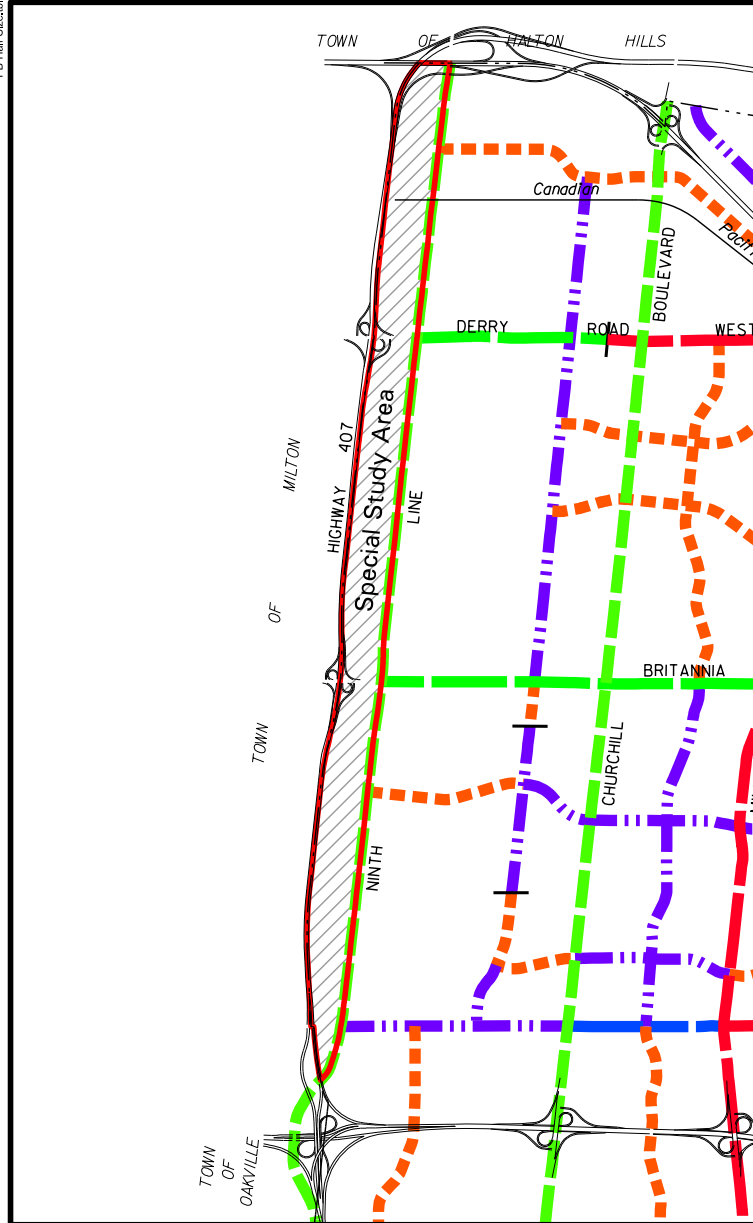 TOWN OF HALTON HILLS
Canadian
BOULEVARD
DERRY ROAD WEST
TOWN OF MILTON
HIGHWAY 407
Special Study Area
NINTH LINE
BRITANNIA
CHURCHILL
TOWN
OF
OAKVILLE